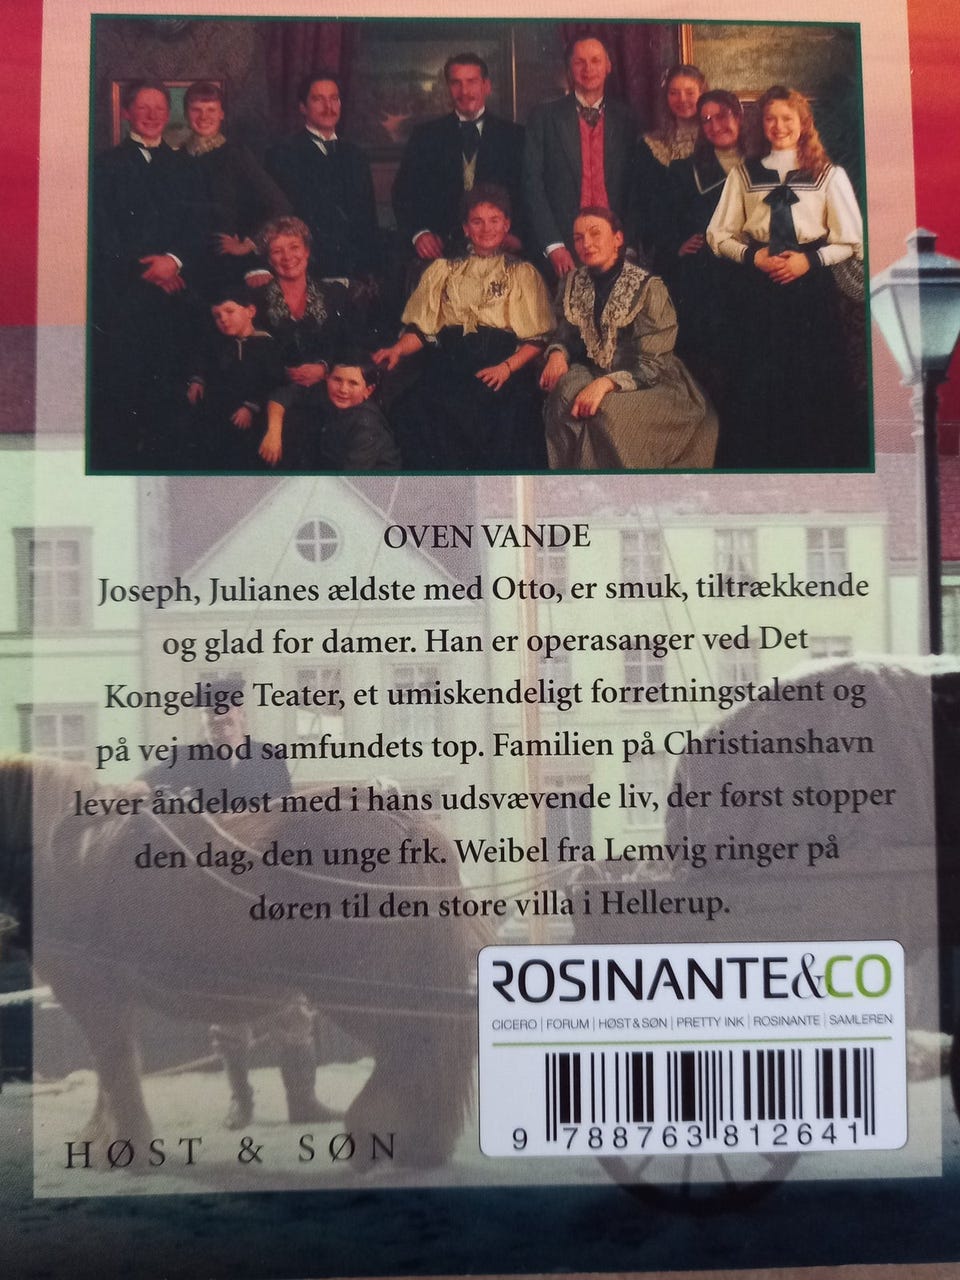 OVEN VANDE
Joseph, Julianes ældste med Otto, er smuk, tiltrækkende
og glad for damer. Han er operasanger ved Det
Kongelige Teater, et umiskendeligt forretningstalent og
på vej mod samfundets top. Familien på Christianshavn
lever åndeløst med i hans udsvævende liv, der først stopper
den dag, den unge frk. Weibel fra Lemvig ringer på
døren til den store villa i Hellerup.
ROSINANTE&CO
CICERO | FORUM | HØST&SØN | PRETTY INK | ROSINANTE | SAMLEREN
9 788763 812641
HØST & SØN